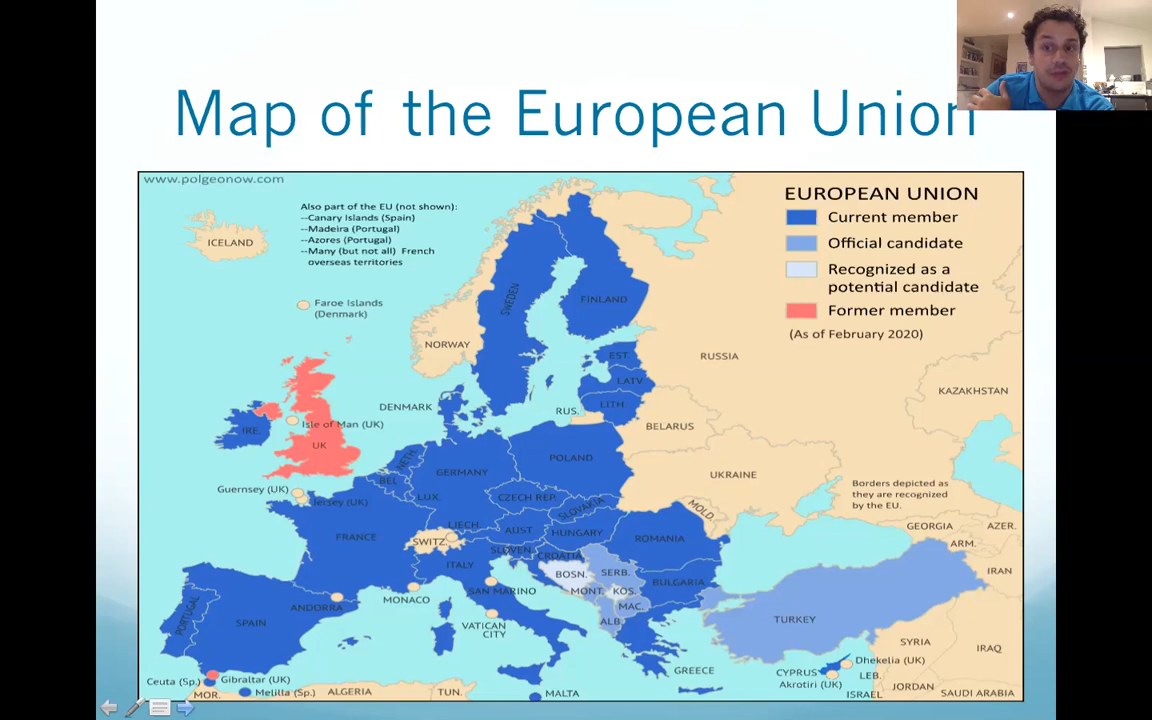 Map of the European Union
www.polgeonow.com
Also part of the EU (not shown):
--Canary Islands (Spain)
--Madeira (Portugal)
--Azores (Portugal)
--Many (but not all) French
overseas territories
EUROPEAN UNION
Current member
Official candidate
Recognized as a
potential candidate
Former member
(As of February 2020)
ICELAND
Faroe Islands
(Denmark)
SWEDEN
FINLAND
NORWAY
RUSSIA
EST.
LATV
LITH.
KAZAKHSTAN
DENMARK
RUS.
Isle of Man (UK)
BELARUS
IRE.
UK
NETH.
POLAND
GERMANY
UKRAINE
BEL
Guernsey (UK)
Jersey (UK)
LUX.
CZECH REP.
SLOVAKIA
MOLD.
Borders depicted as
they are recognized
by the EU.
LIECH
AUST
HUNGARY
FRANCE
SWITZ.
ROMANIA
GEORGIA
AZER.
SLOVEN.
CROATIA
ARM.
ITALY
BOSN.
SERB.
IRAN
SAN MARINO
MONT.
KOS.
BULGARIA
MONACO
ANDORRA
MAC.
PORTUGAL
SPAIN
VATICAN
CITY
ALB.
TURKEY
SYRIA
IRAQ
GREECE
CYPRUS
Dhekelia (UK)
LEB.
Akrotiri (UK)
JORDAN
Ceuta (Sp.)
Gibraltar (UK)
MOR.
Melilla (Sp.)
ALGERIA
TUN.
MALTA
ISRAEL
SAUDI ARABIA